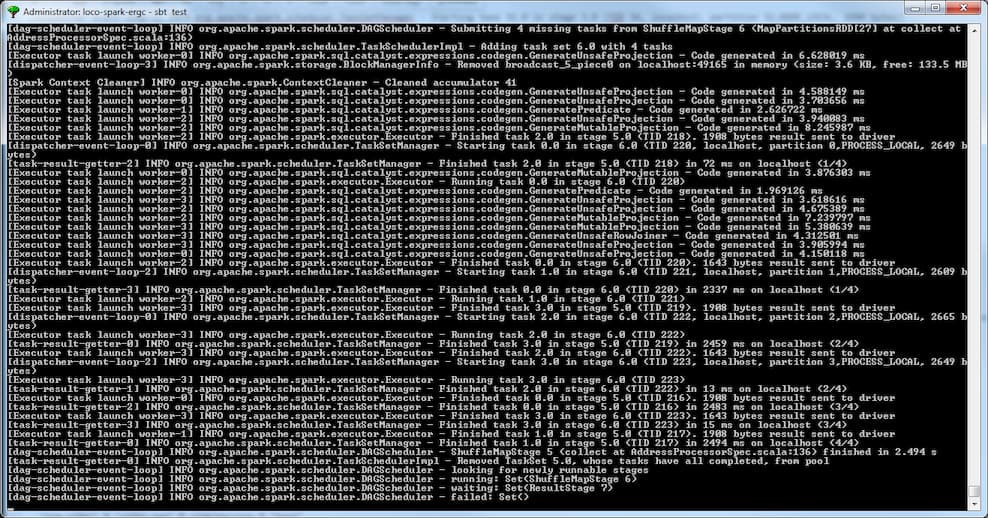 Administrator: loco-spark-ergc - sbt test
[dag-scheduler-event-loop] INFO org.apache.spark.scheduler.DAGScheduler - Submitting 4 missing tasks from ShuffleMapStage 6 (MapPartitionsRDD[27] at collect at
AddressProcessorSpec.scala:136)
[dag-scheduler-event-loop] INFO org.apache.spark.scheduler.TaskSchedulerImpl - Adding task set 6.0 with 4 tasks
[Executor task launch worker-0] INFO org.apache.spark.sql.catalyst.expressions.codegen.GenerateUnsafeProjection - Code generated in 6.628019 ms
[dispatcher-event-loop-3] INFO org.apache.spark.storage.BlockManagerInfo - Removed broadcast_5_piece0 on localhost:49165 in memory (size: 3.6 KB, free: 133.5 MB
)
[Spark Context Cleaner] INFO org.apache.spark.ContextCleaner - Cleaned accumulator 41
[Executor task launch worker-0] INFO org.apache.spark.sql.catalyst.expressions.codegen.GenerateUnsafeProjection - Code generated in 4.588149 ms
[Executor task launch worker-0] INFO org.apache.spark.sql.catalyst.expressions.codegen.GenerateUnsafeProjection - Code generated in 3.703656 ms
[Executor task launch worker-1] INFO org.apache.spark.sql.catalyst.expressions.codegen.GeneratePredicate - Code generated in 2.626722 ms
[Executor task launch worker-2] INFO org.apache.spark.sql.catalyst.expressions.codegen.GenerateUnsafeProjection - Code generated in 3.940083 ms
[Executor task launch worker-2] INFO org.apache.spark.sql.catalyst.expressions.codegen.GenerateMutableProjection - Code generated in 8.245987 ms
[Executor task launch worker-2] INFO org.apache.spark.executor.Executor - Finished task 2.0 in stage 5.0 (TID 218). 1908 bytes result sent to driver
[dispatcher-event-loop-0] INFO org.apache.spark.scheduler.TaskSetManager - Starting task 0.0 in stage 6.0 (TID 220, localhost, partition 0,PROCESS_LOCAL, 2649 b
ytes)
[task-result-getter-2] INFO org.apache.spark.scheduler.TaskSetManager - Finished task 2.0 in stage 5.0 (TID 218) in 72 ms on localhost (1/4)
[Executor task launch worker-0] INFO org.apache.spark.sql.catalyst.expressions.codegen.GenerateMutableProjection - Code generated in 3.876303 ms
[Executor task launch worker-2] INFO org.apache.spark.executor.Executor - Running task 0.0 in stage 6.0 (TID 220)
[Executor task launch worker-2] INFO org.apache.spark.sql.catalyst.expressions.codegen.GeneratePredicate - Code generated in 1.969126 ms
[Executor task launch worker-3] INFO org.apache.spark.sql.catalyst.expressions.codegen.GenerateUnsafeProjection - Code generated in 3.618616 ms
[Executor task launch worker-2] INFO org.apache.spark.sql.catalyst.expressions.codegen.GenerateUnsafeProjection - Code generated in 4.675389 ms
[Executor task launch worker-2] INFO org.apache.spark.sql.catalyst.expressions.codegen.GenerateMutableProjection - Code generated in 7.239797 ms
[Executor task launch worker-3] INFO org.apache.spark.sql.catalyst.expressions.codegen.GenerateMutableProjection - Code generated in 5.380639 ms
[Executor task launch worker-3] INFO org.apache.spark.sql.catalyst.expressions.codegen.GenerateUnsafeRowJoiner - Code generated in 4.312501 ms
[Executor task launch worker-3] INFO org.apache.spark.sql.catalyst.expressions.codegen.GenerateUnsafeProjection - Code generated in 3.905994 ms
[Executor task launch worker-0] INFO org.apache.spark.sql.catalyst.expressions.codegen.GenerateUnsafeProjection - Code generated in 4.150118 ms
[Executor task launch worker-2] INFO org.apache.spark.executor.Executor - Finished task 0.0 in stage 6.0 (TID 220). 1643 bytes result sent to driver
[dispatcher-event-loop-2] INFO org.apache.spark.scheduler.TaskSetManager - Starting task 1.0 in stage 6.0 (TID 221, localhost, partition 1,PROCESS_LOCAL, 2609 b
ytes)
[task-result-getter-3] INFO org.apache.spark.scheduler.TaskSetManager - Finished task 0.0 in stage 6.0 (TID 220) in 2337 ms on localhost (1/4)
[Executor task launch worker-2] INFO org.apache.spark.executor.Executor - Running task 1.0 in stage 6.0 (TID 221)
[Executor task launch worker-3] INFO org.apache.spark.executor.Executor - Finished task 3.0 in stage 5.0 (TID 219). 1908 bytes result sent to driver
[dispatcher-event-loop-0] INFO org.apache.spark.scheduler.TaskSetManager - Starting task 2.0 in stage 6.0 (TID 222, localhost, partition 2,PROCESS_LOCAL, 2665 b
ytes)
[Executor task launch worker-3] INFO org.apache.spark.executor.Executor - Running task 2.0 in stage 6.0 (TID 222)
[task-result-getter-0] INFO org.apache.spark.scheduler.TaskSetManager - Finished task 3.0 in stage 5.0 (TID 219) in 2459 ms on localhost (2/4)
[Executor task launch worker-3] INFO org.apache.spark.executor.Executor - Finished task 2.0 in stage 6.0 (TID 222). 1643 bytes result sent to driver
[dispatcher-event-loop-2] INFO org.apache.spark.scheduler.TaskSetManager - Starting task 3.0 in stage 6.0 (TID 223, localhost, partition 3,PROCESS_LOCAL, 2649 b
ytes)
[Executor task launch worker-3] INFO org.apache.spark.executor.Executor - Running task 3.0 in stage 6.0 (TID 223)
[task-result-getter-1] INFO org.apache.spark.scheduler.TaskSetManager - Finished task 2.0 in stage 6.0 (TID 222) in 13 ms on localhost (2/4)
[Executor task launch worker-0] INFO org.apache.spark.executor.Executor - Finished task 0.0 in stage 5.0 (TID 216). 1908 bytes result sent to driver
[task-result-getter-2] INFO org.apache.spark.scheduler.TaskSetManager - Finished task 0.0 in stage 5.0 (TID 216) in 2483 ms on localhost (3/4)
[Executor task launch worker-3] INFO org.apache.spark.executor.Executor - Finished task 3.0 in stage 6.0 (TID 223). 1643 bytes result sent to driver
[task-result-getter-3] INFO org.apache.spark.scheduler.TaskSetManager - Finished task 3.0 in stage 6.0 (TID 223) in 15 ms on localhost (3/4)
[Executor task launch worker-1] INFO org.apache.spark.executor.Executor - Finished task 1.0 in stage 5.0 (TID 217). 1908 bytes result sent to driver
[task-result-getter-0] INFO org.apache.spark.scheduler.TaskSetManager - Finished task 1.0 in stage 5.0 (TID 217) in 2494 ms on localhost (4/4)
[dag-scheduler-event-loop] INFO org.apache.spark.scheduler.DAGScheduler - ShuffleMapStage 5 (collect at AddressProcessorSpec.scala:136) finished in 2.494 s
[task-result-getter-0] INFO org.apache.spark.scheduler.TaskSchedulerImpl - Removed TaskSet 5.0, whose tasks have all completed, from pool
[dag-scheduler-event-loop] INFO org.apache.spark.scheduler.DAGScheduler - looking for newly runnable stages
[dag-scheduler-event-loop] INFO org.apache.spark.scheduler.DAGScheduler - running: Set(ShuffleMapStage 6)
[dag-scheduler-event-loop] INFO org.apache.spark.scheduler.DAGScheduler - waiting: Set(ResultStage 7)
[dag-scheduler-event-loop] INFO org.apache.spark.scheduler.DAGScheduler - failed: Set()